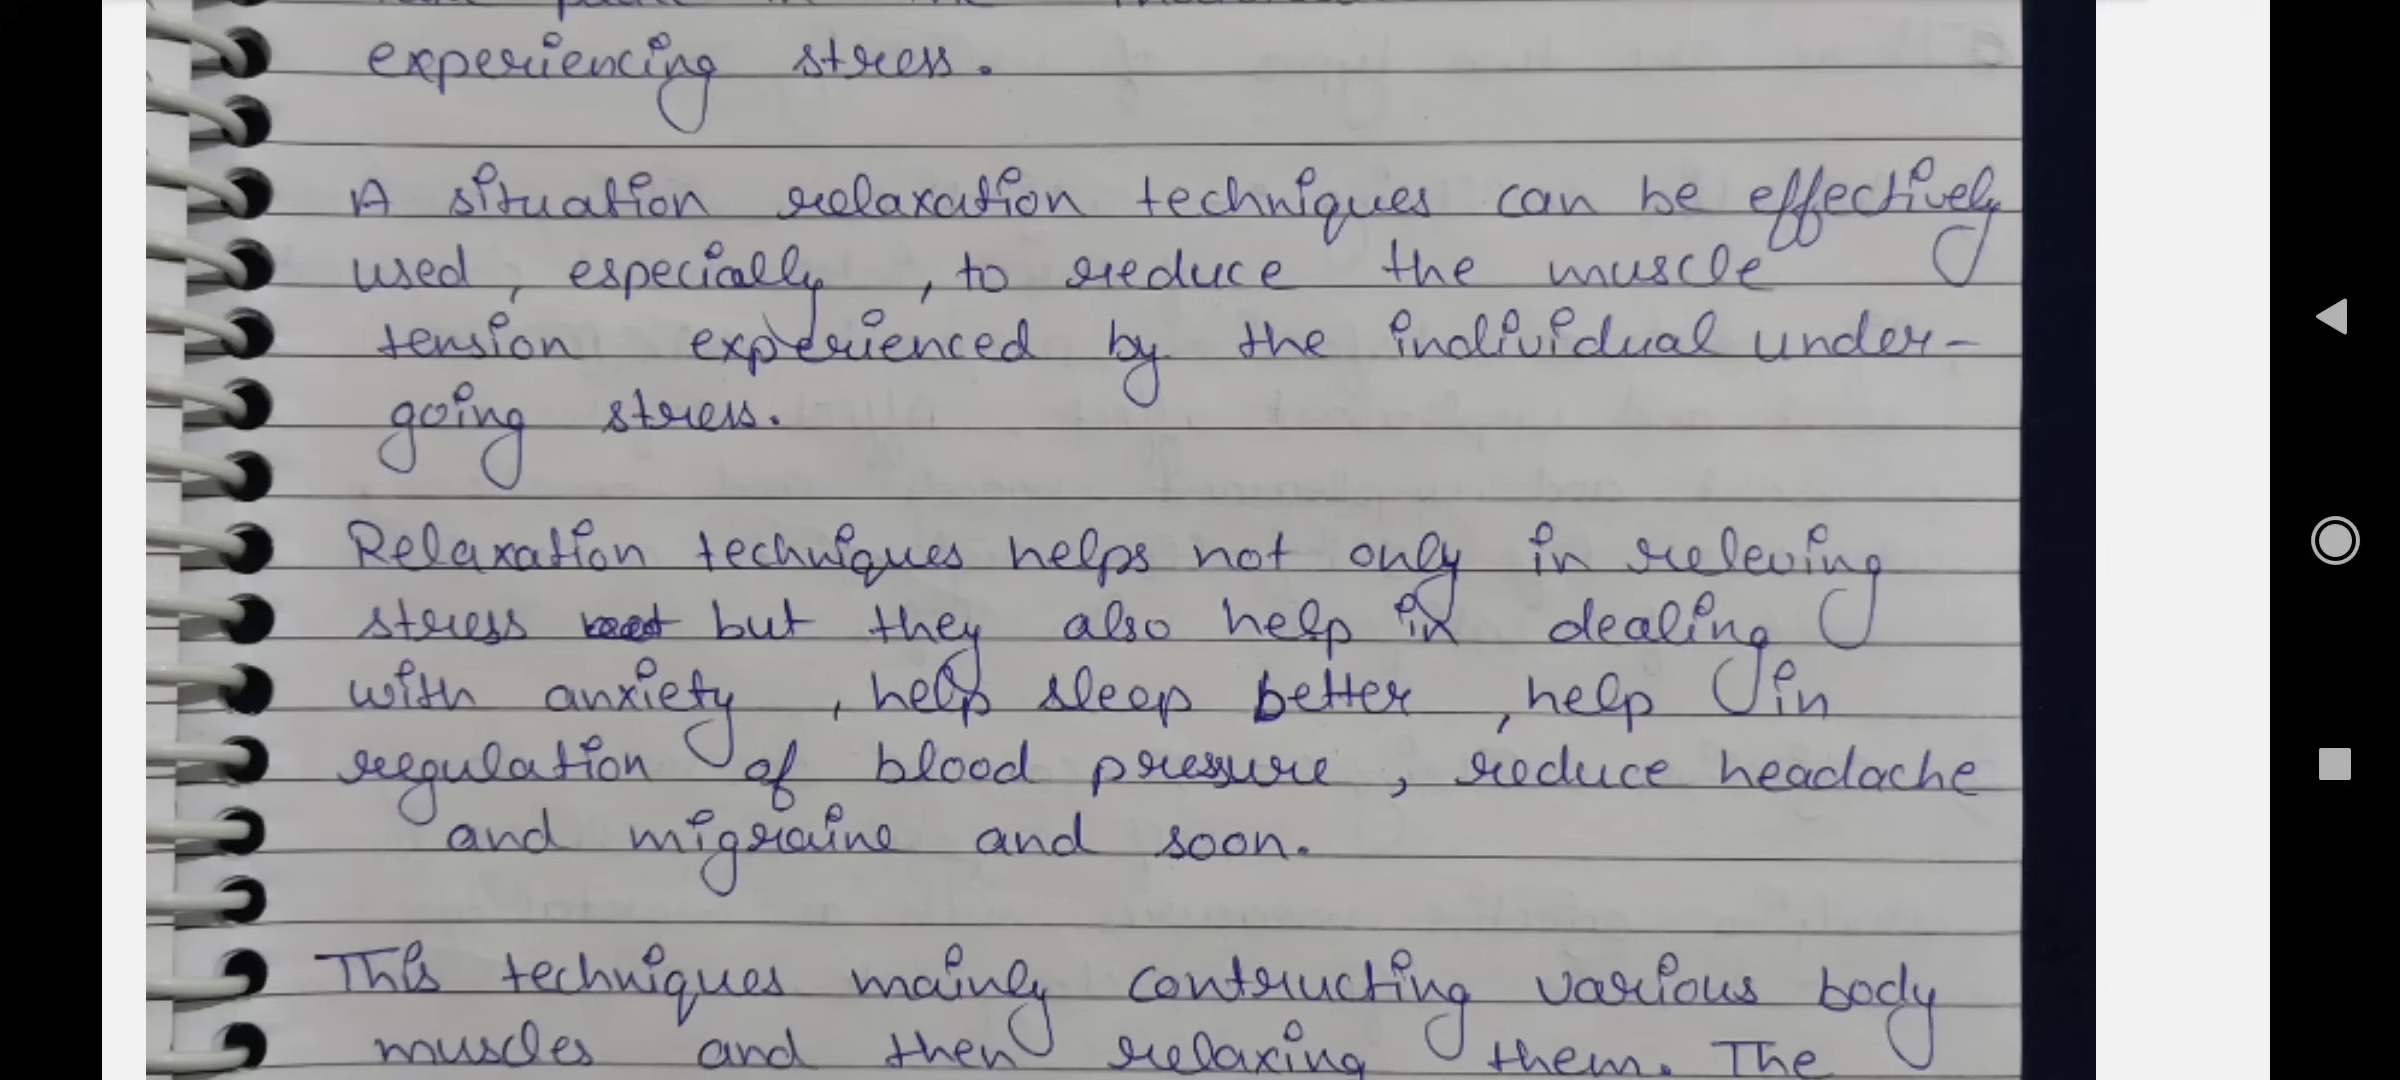 experiencing stress.
A situation relaxation techniques can be effectively
used, especially, to reduce the muscle
tension experienced by the individual under-
going stress.
Relaxation techniques helps not only in releving
stress but they also help in dealing
with anxiety, help sleep better, help in
regulation of blood pressure, reduce headache
and migraine and soon.
This techniques mainly contructing various body
muscles and then relaxing them. The